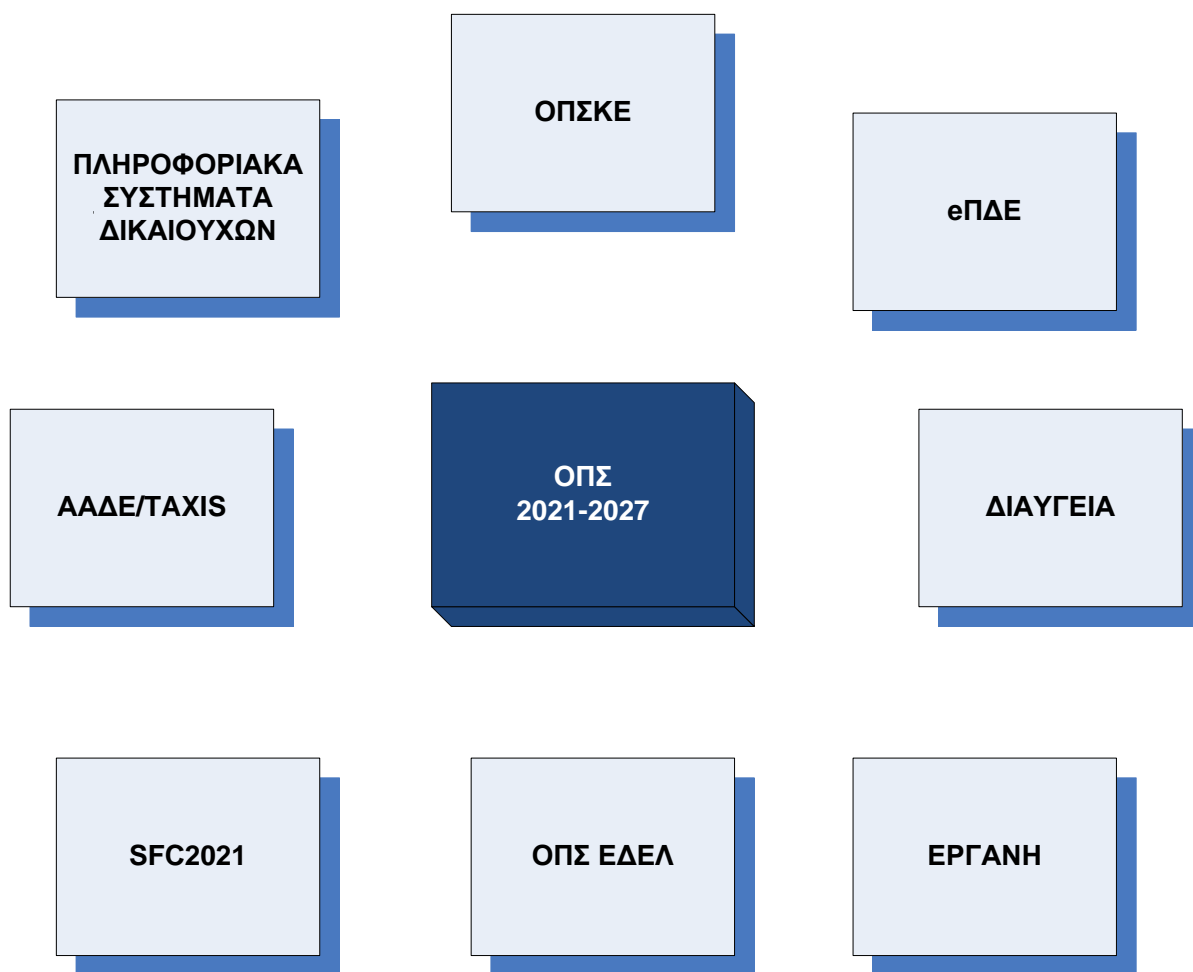 ΟΠΣΚΕ
ΠΛΗΡΟΦΟΡΙΑΚΑ
ΣΥΣΤΗΜΑΤΑ
ΔΙΚΑΙΟΥΧΩΝ
eΠΔΕ
ΑΑΔΕ/TAXIS
ΟΠΣ
2021-2027
ΔΙΑΥΓΕΙΑ
SFC2021
ΟΠΣ ΕΔΕΛ
ΕΡΓΑΝΗ